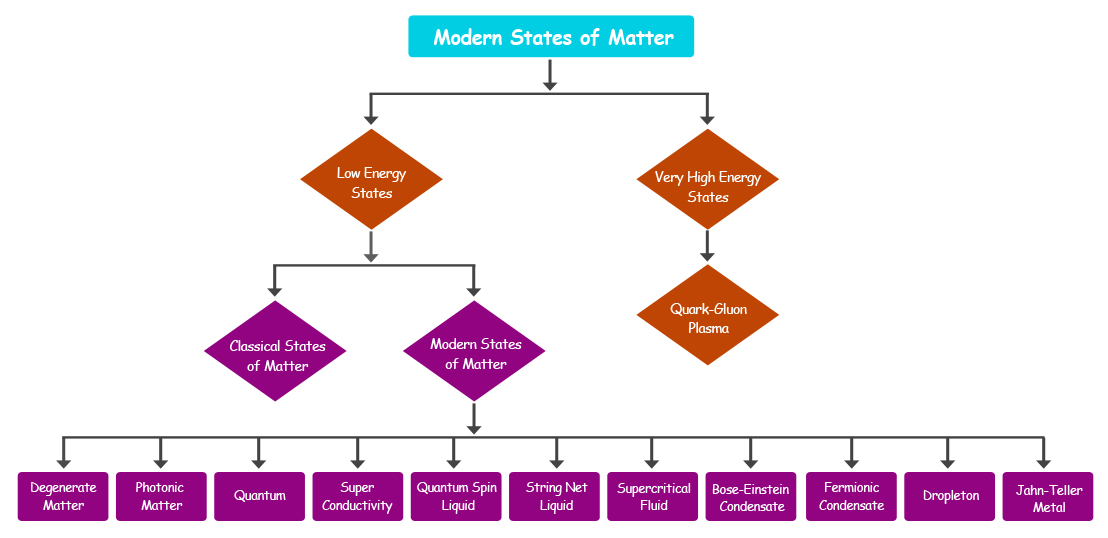 Modern States of Matter
Low Energy
States
Very High Energy
States
Classical States
of Matter
Modern States
of Matter
Quark-Gluon
Plasma
Degenerate
Matter
Photonic
Matter
Quantum
Super
Conductivity
Quantum Spin
Liquid
String Net
Liquid
Supercritical
Fluid
Bose-Einstein
Condensate
Fermionic
Condensate
Dropleton
Jahn-Teller
Metal